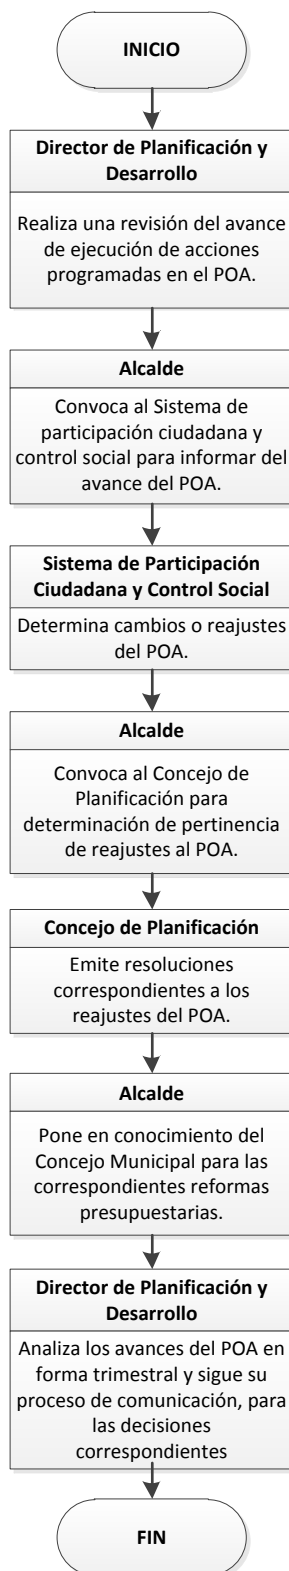 INICIO
Director de Planificación y
Desarrollo
Realiza una revisión del avance
de ejecución de acciones
programadas en el POA.
Alcalde
Convoca al Sistema de
participación ciudadana y
control social para informar del
avance del POA.
Sistema de Participación
Ciudadana y Control Social
Determina cambios o reajustes
del POA.
Alcalde
Convoca al Concejo de
Planificación para
determinación de pertinencia
de reajustes al POA.
Concejo de Planificación
Emite resoluciones
correspondientes a los
reajustes del POA.
Alcalde
Pone en conocimiento del
Concejo Municipal para las
correspondientes reformas
presupuestarias.
Director de Planificación y
Desarrollo
Analiza los avances del POA en
forma trimestral y sigue su
proceso de comunicación, para
las decisiones
correspondientes
FIN